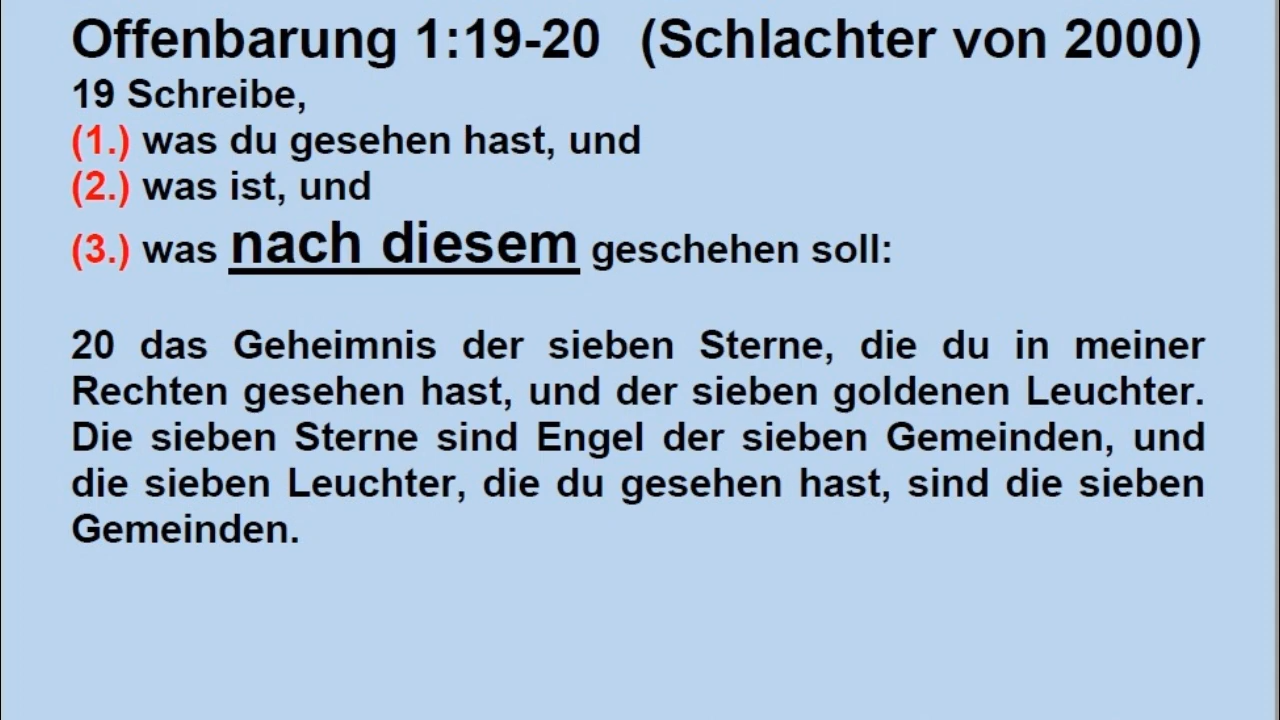 Offenbarung 1:19-20 (Schlachter von 2000)
19 Schreibe,
(1.) was du gesehen hast, und
(2.) was ist, und
(3.) was nach diesem geschehen soll:
20 das Geheimnis der sieben Sterne, die du in meiner
Rechten gesehen hast, und der sieben goldenen Leuchter.
Die sieben Sterne sind Engel der sieben Gemeinden, und
die sieben Leuchter, die du gesehen hast, sind die sieben
Gemeinden.